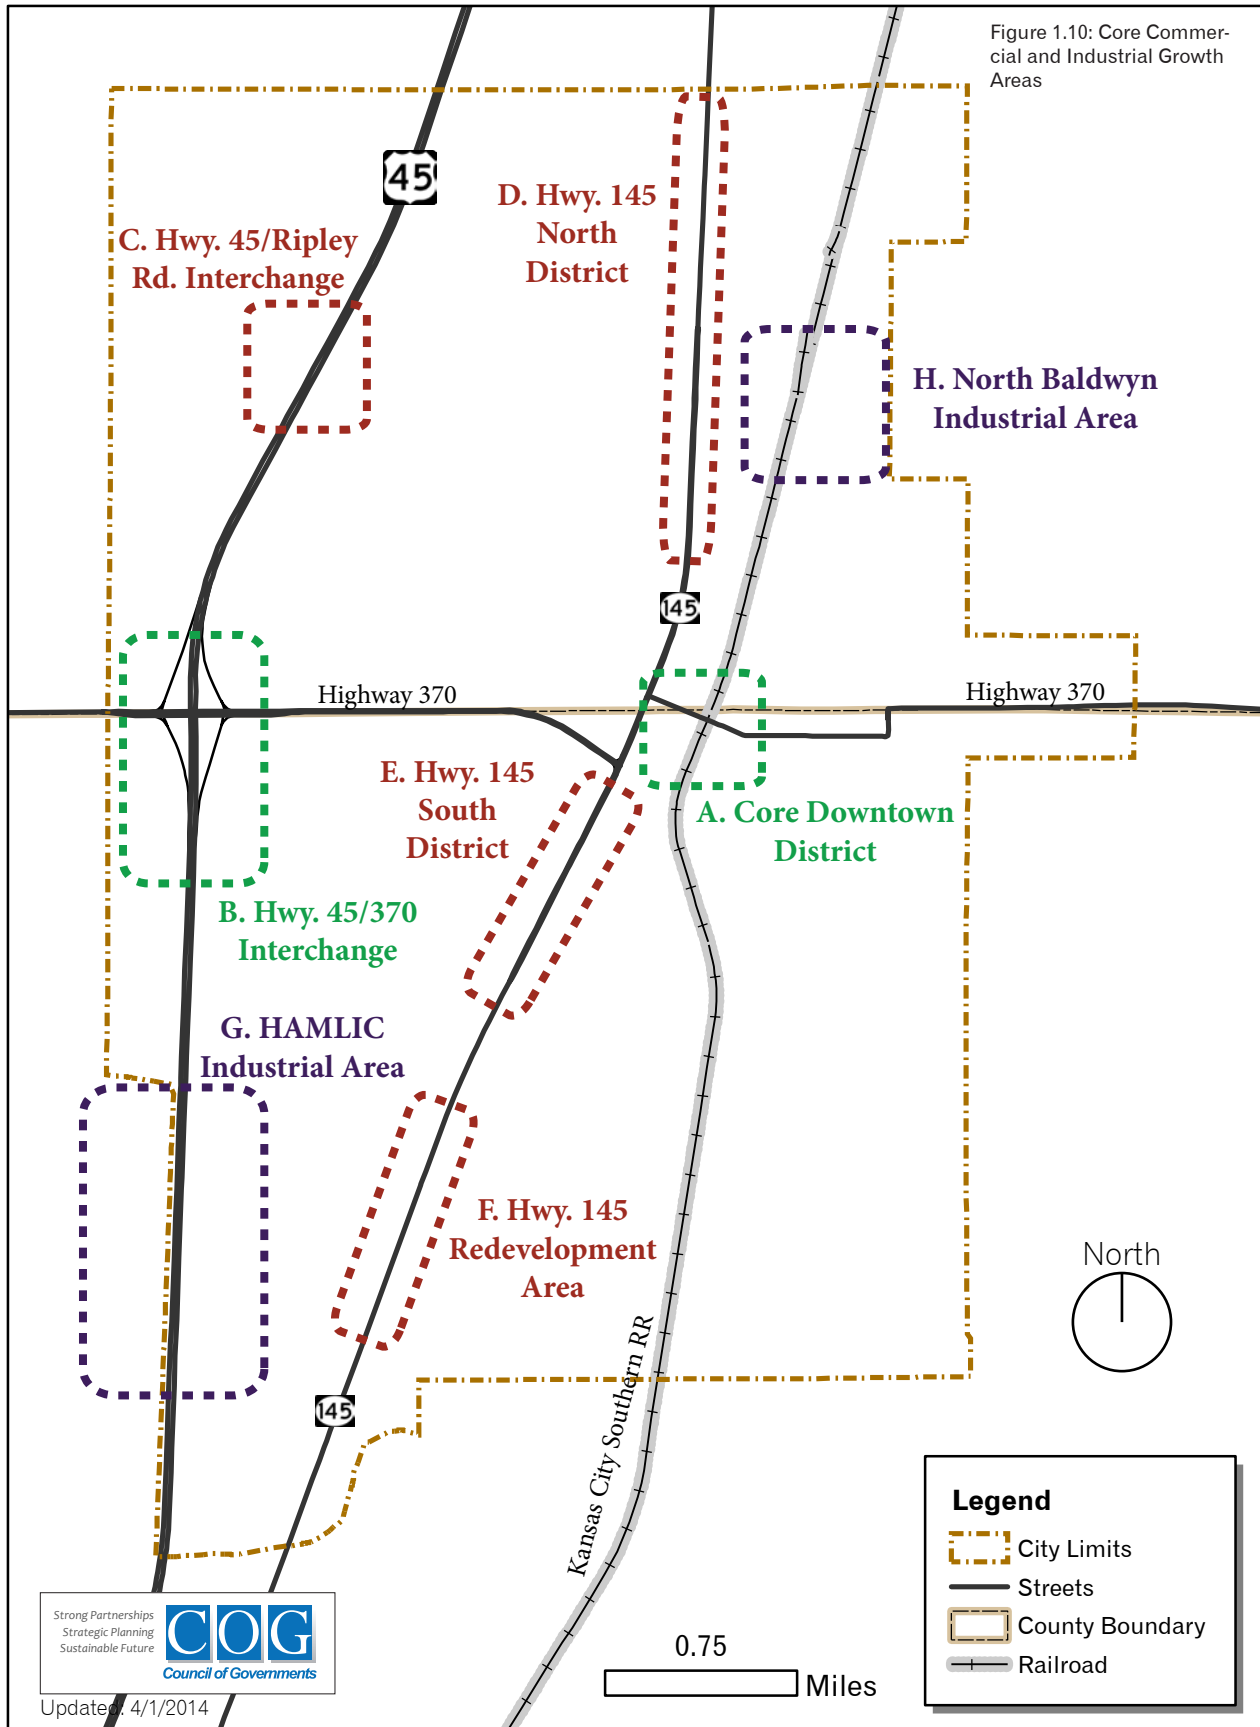 Figure 1.10: Core Commer-
cial and Industrial Growth
Areas
45
D. Hwy. 145
North
District
C. Hwy. 45/Ripley
Rd. Interchange
H. North Baldwyn
Industrial Area
145
Highway 370
Highway 370
E. Hwy. 145
South
District
A. Core Downtown
District
B. Hwy. 45/370
Interchange
G. HAMLIC
Industrial Area
F. Hwy. 145
Redevelopment
Area
North
Kansas City Southern RR
145
Legend
City Limits
Streets
County Boundary
Railroad
Strong Partnerships
Strategic Planning
Sustainable Future
COG
Council of Governments
Updated: 4/1/2014
0.75
Miles